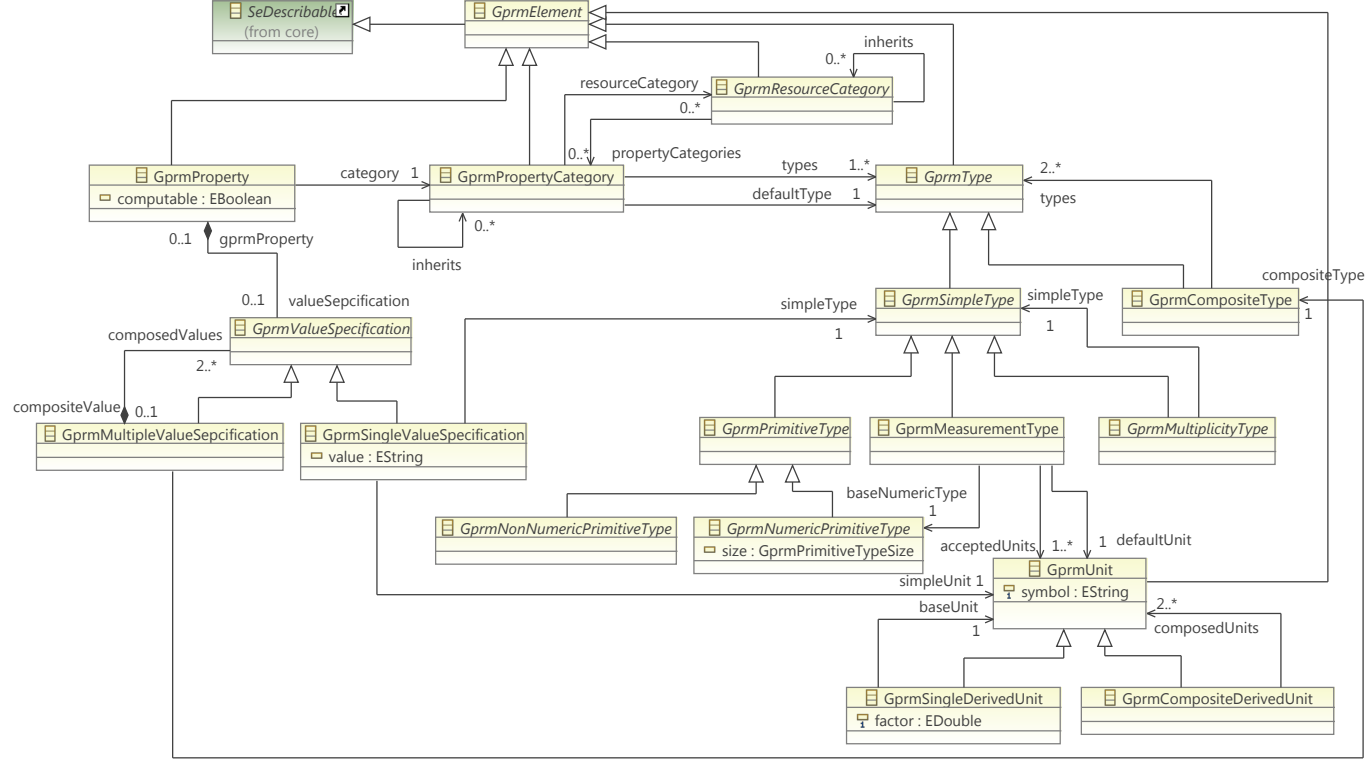 SeDescribable
(from core)
GprmElement
inherits
0..*
resourceCategory
GprmResourceCategory
0..*
0..*
propertyCategories
GprmProperty
computable : EBoolean
category
1
GprmPropertyCategory
types
1..*
defaultType
1
GprmType
2..*
types
0..*
inherits
0..1
gprmProperty
0..1
valueSepcification
compositeType
1
composedValues
GprmValueSpecification
2..*
simpleType
1
GprmSimpleType
simpleType
1
GprmCompositeType
compositeValue
0..1
GprmMultipleValueSepcification
GprmSingleValueSpecification
value : EString
GprmPrimitiveType
GprmMeasurementType
GprmMultiplicityType
baseNumericType
1
GprmNonNumericPrimitiveType
GprmNumericPrimitiveType
size : GprmPrimitiveTypeSize
acceptedUnits
1..*
1
defaultUnit
GprmUnit
symbol : EString
simpleUnit
1
baseUnit
1
2..*
composedUnits
GprmSingleDerivedUnit
factor : EDouble
GprmCompositeDerivedUnit